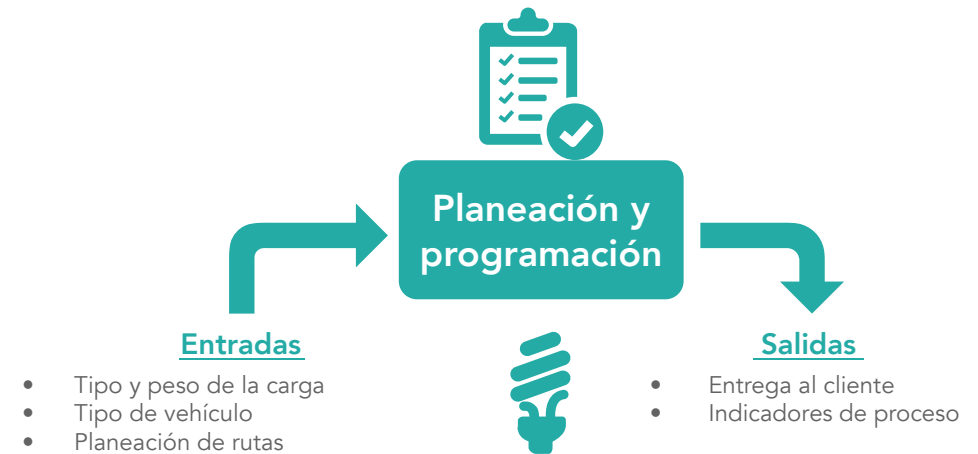 Planeación y
programación
Entradas
• Tipo y peso de la carga
• Tipo de vehículo
• Planeación de rutas
Salidas
• Entrega al cliente
• Indicadores de proceso